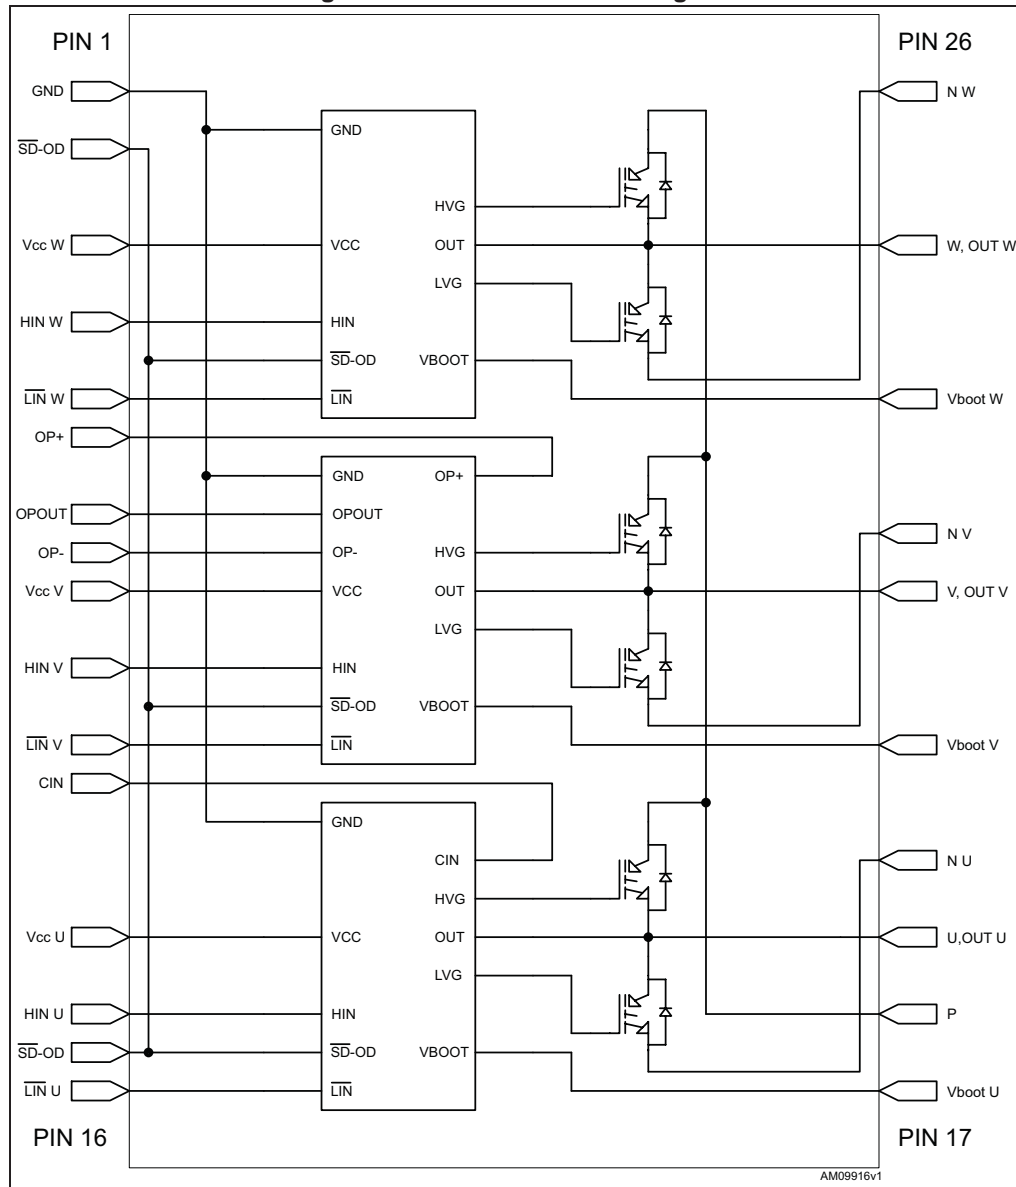 PIN 1
PIN 26
GND
N W
GND
SD-OD
HVG
Vcc W
VCC
OUT
W, OUT W
LVG
HIN W
HIN
SD-OD
VBOOT
LIN W
LIN
Vboot W
OP+
GND
OP+
OPOUT
OPOUT
N V
OP-
OP-
HVG
Vcc V
VCC
OUT
V, OUT V
LVG
HIN V
HIN
SD-OD
VBOOT
LIN V
LIN
Vboot V
CIN
GND
CIN
N U
HVG
Vcc U
VCC
OUT
U,OUT U
LVG
HIN U
HIN
P
SD-OD
SD-OD
VBOOT
LIN U
LIN
Vboot U
PIN 16
PIN 17
AM09916v1